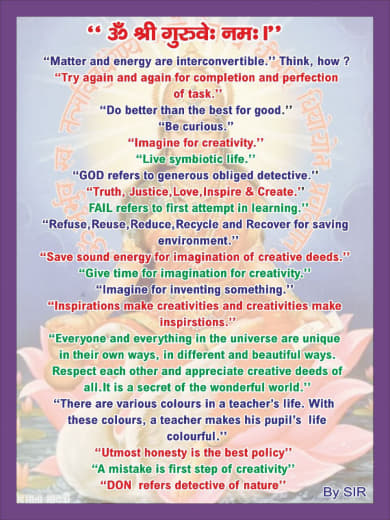 “ ॐ श्री गुरुवेः नमः।”
“Matter and energy are interconvertible.’’ Think, how ?
“Try again and again for completion and perfection
of task.’’
“Do better than the best for good.’’
“Be curious.’’
“Imagine for creativity.’’
“Live symbiotic life.’’
“GOD refers to generous obliged detective.’’
“Truth, Justice,Love,Inspire & Create.’’
FAIL refers to first attempt in learning.’’
“Refuse,Reuse,Reduce,Recycle and Recover for saving
environment.’’
“Save sound energy for imagination of creative deeds.’’
“Give time for imagination for creativity.’’
“Imagine for inventing something.’’
“Inspirations make creativities and creativities make
inspirstions.’’
“Everyone and everything in the universe are unique
in their own ways, in different and beautiful ways.
Respect each other and appreciate creative deeds of
all.It is a secret of the wonderful world.’’
“There are various colours in a teacher’s life. With
these colours, a teacher makes his pupil’s life
colourful.’’
“Utmost honesty is the best policy’’
“A mistake is first step of creativity’’
“DON refers detective of nature’’
By SIR